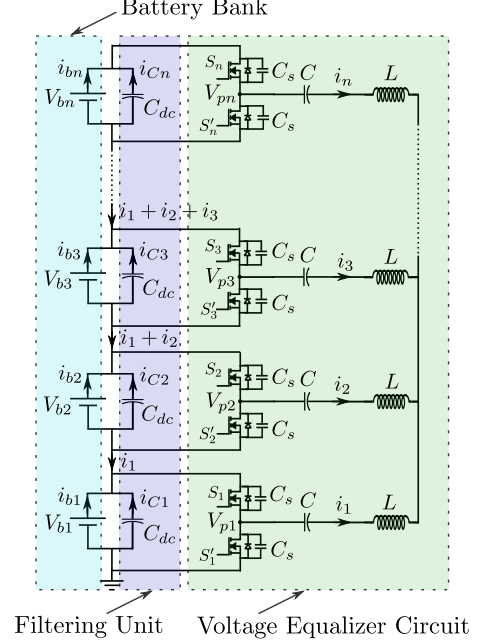 Battery Bank
i_bn i_Cn S_n C_s C i_n L
V_bn C_dc V_pn
S'_n C_s
i_1 + i_2 + i_3
i_b3 i_C3 S_3 C_s C i_3 L
V_b3 C_dc V_p3
S'_3 C_s
i_1 + i_2
i_b2 i_C2 S_2 C_s C i_2 L
V_b2 C_dc V_p2
S'_2 C_s
i_1
i_b1 i_C1 S_1 C_s C i_1 L
V_b1 C_dc V_p1
S'_1 C_s
Filtering Unit Voltage Equalizer Circuit